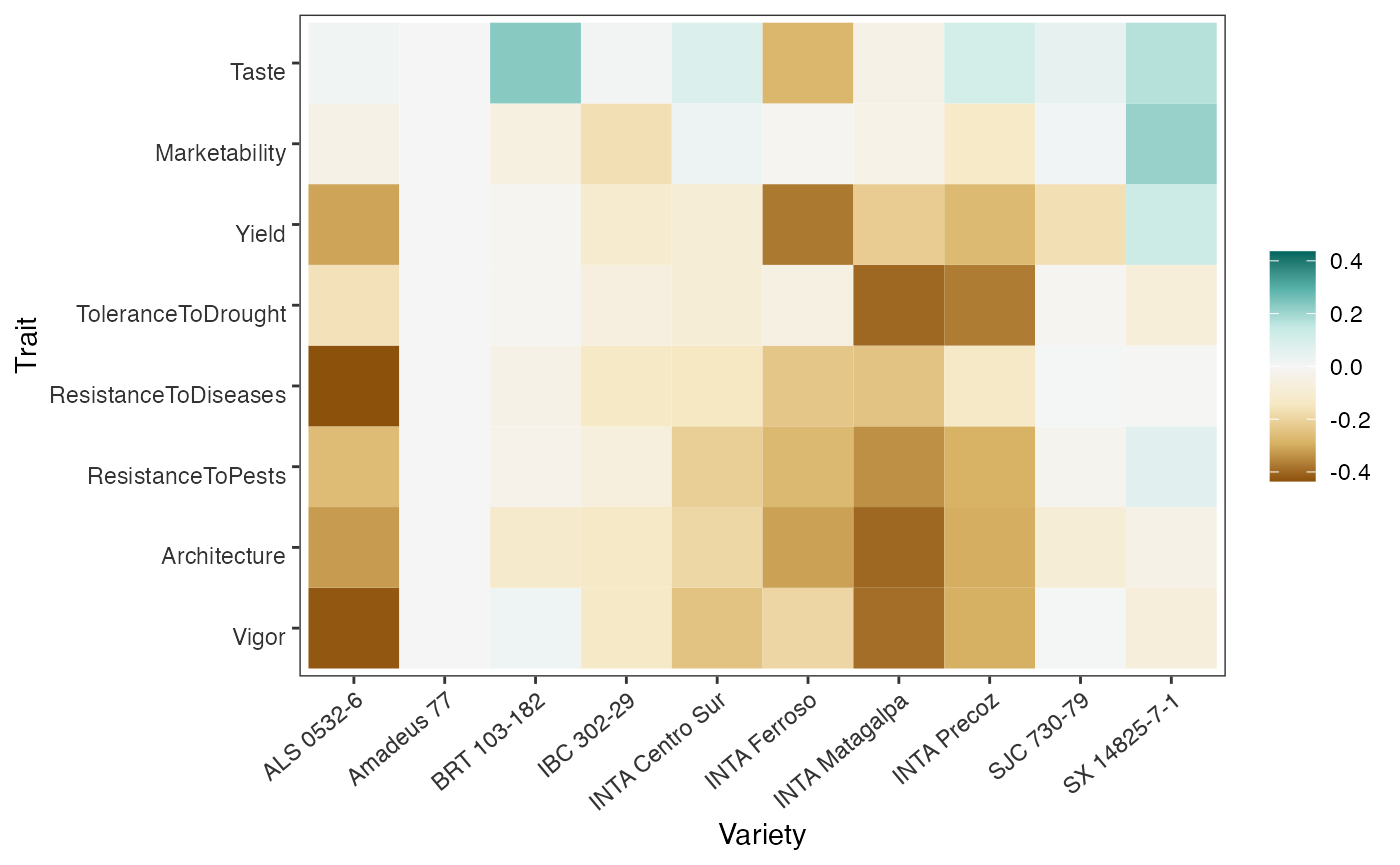 Trait
Taste
Marketability
Yield
ToleranceToDrought
ResistanceToDiseases
ResistanceToPests
Architecture
Vigor
ALS 0532-6
Amadeus 77
BRT 103-182
IBC 302-29
INTA Centro Sur
INTA Ferroso
INTA Matagalpa
INTA Precoz
SJC 730-79
SX 14825-7-1
Variety
0.4
0.2
0.0
-0.2
-0.4